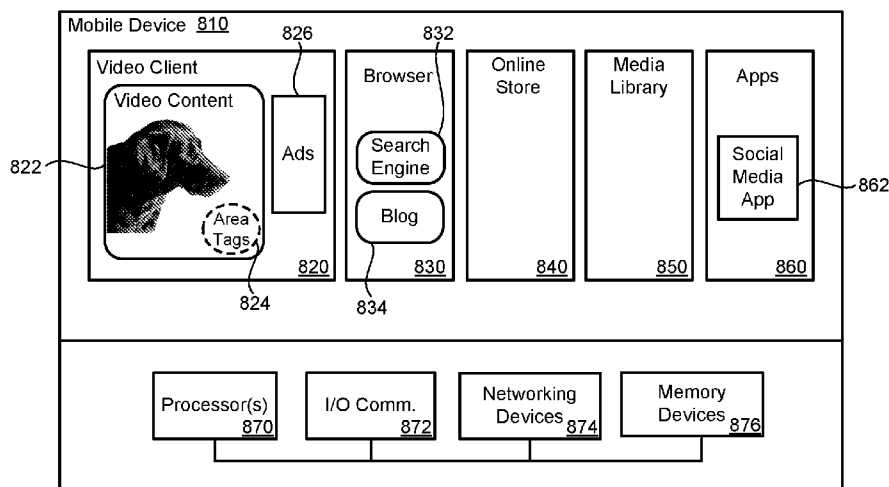 Mobile Device 810
826
832
Video Client
Browser
Online
Store
Media
Library
Apps
Video Content
Ads
Search
Engine
Social
Media
App
822
862
Blog
Area
Tags
820
830
840
850
860
824
834
Processor(s)
870
I/O Comm.
872
Networking
Devices
874
Memory
Devices
876